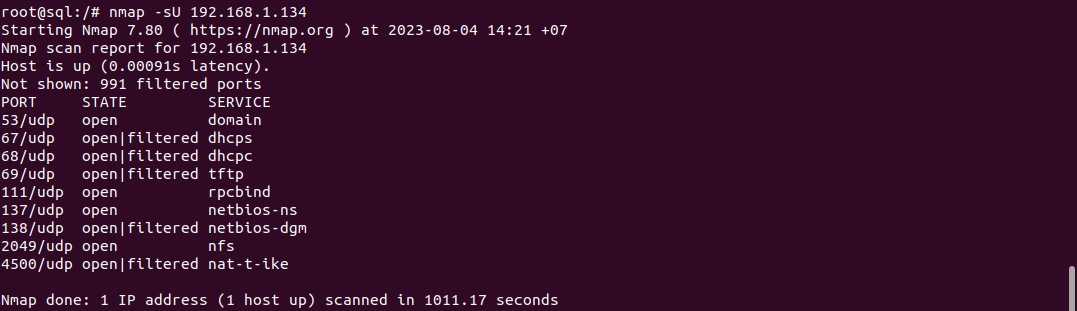 root@sql:/# nmap -sU 192.168.1.134
Starting Nmap 7.80 ( https://nmap.org ) at 2023-08-04 14:21 +07
Nmap scan report for 192.168.1.134
Host is up (0.00091s latency).
Not shown: 991 filtered ports
PORT     STATE         SERVICE
53/udp   open          domain
67/udp   open|filtered dhcps
68/udp   open|filtered dhcpc
69/udp   open|filtered tftp
111/udp  open          rpcbind
137/udp  open          netbios-ns
138/udp  open|filtered netbios-dgm
2049/udp open          nfs
4500/udp open|filtered nat-t-ike
Nmap done: 1 IP address (1 host up) scanned in 1011.17 seconds